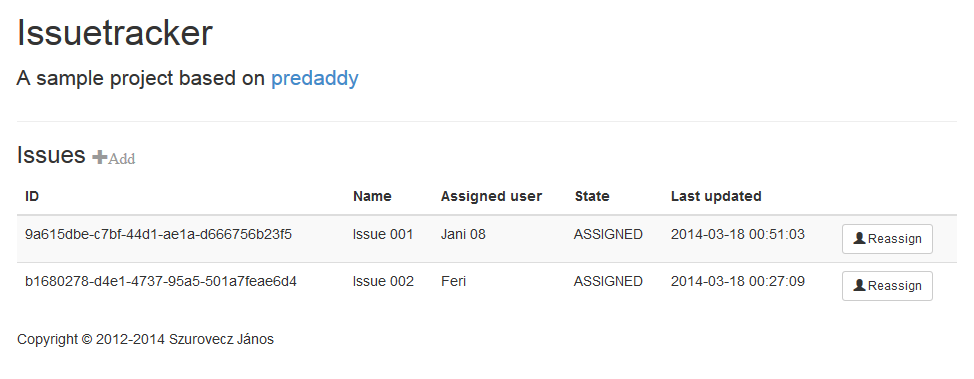 Issuetracker
A sample project based on predaddy
Issues Add
ID Name Assigned user State Last updated
9a615dbe-c7bf-44d1-ae1a-d666756b23f5 Issue 001 Jani 08 ASSIGNED 2014-03-18 00:51:03 Reassign
b1680278-d4e1-4737-95a5-501a7feae6d4 Issue 002 Feri ASSIGNED 2014-03-18 00:27:09 Reassign
Copyright © 2012-2014 Szurovecz János